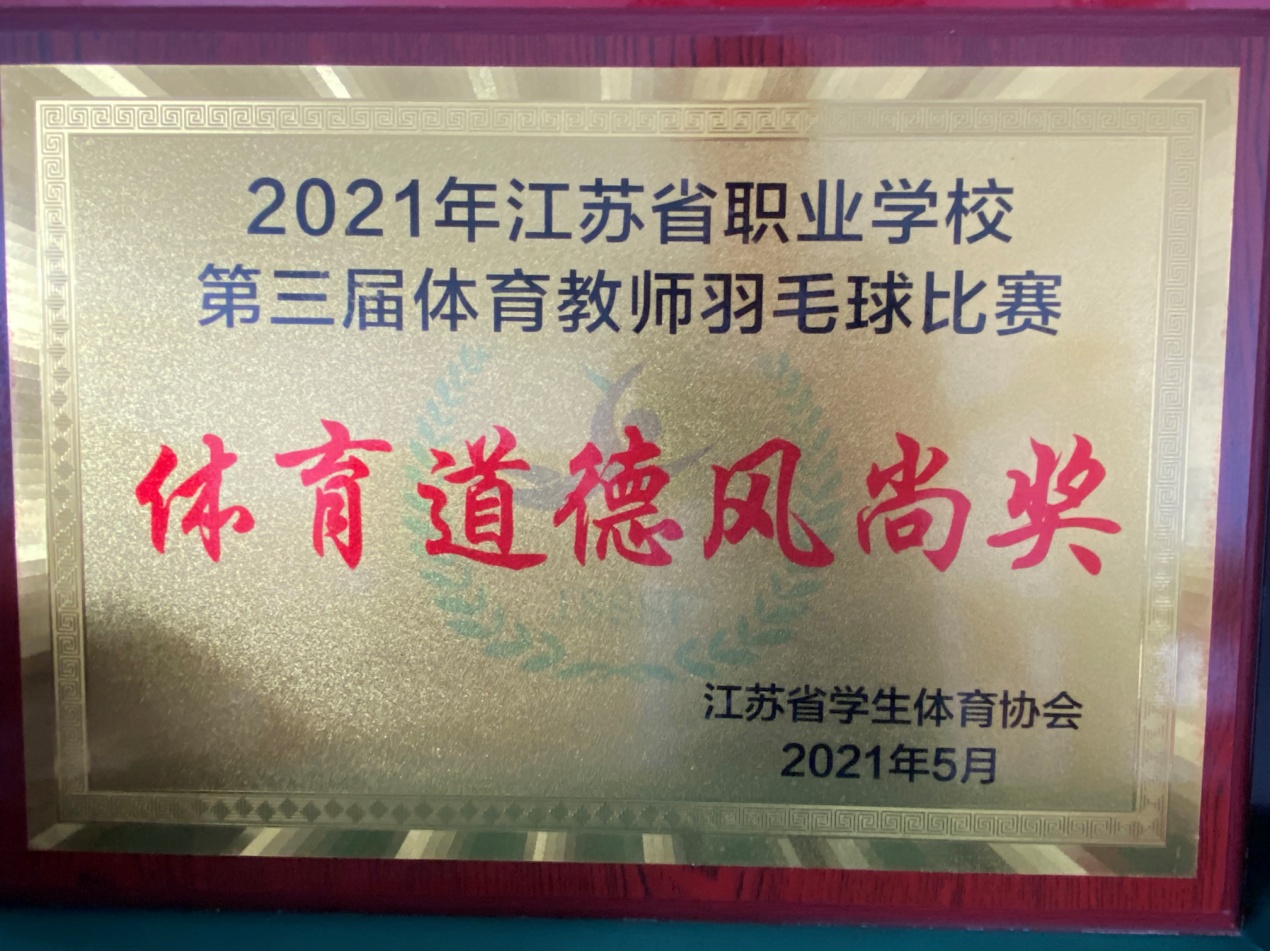 2021年江苏省职业学校
第三届体育教师羽毛球比赛
体育道德风尚奖
江苏省学生体育协会
2021年5月